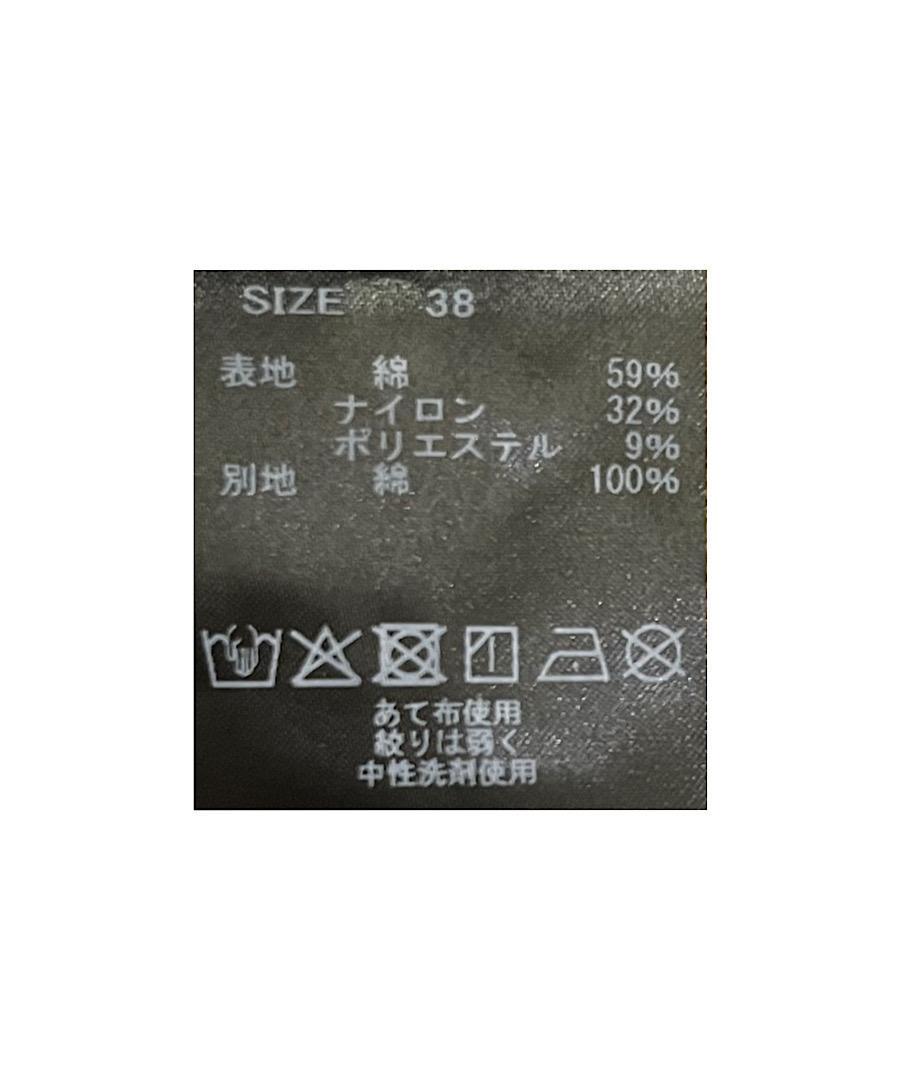 SIZE 38
表地 綿 59%
ナイロン 32%
ポリエステル 9%
別地 綿 100%
あて布使用
絞りは弱く
中性洗剤使用